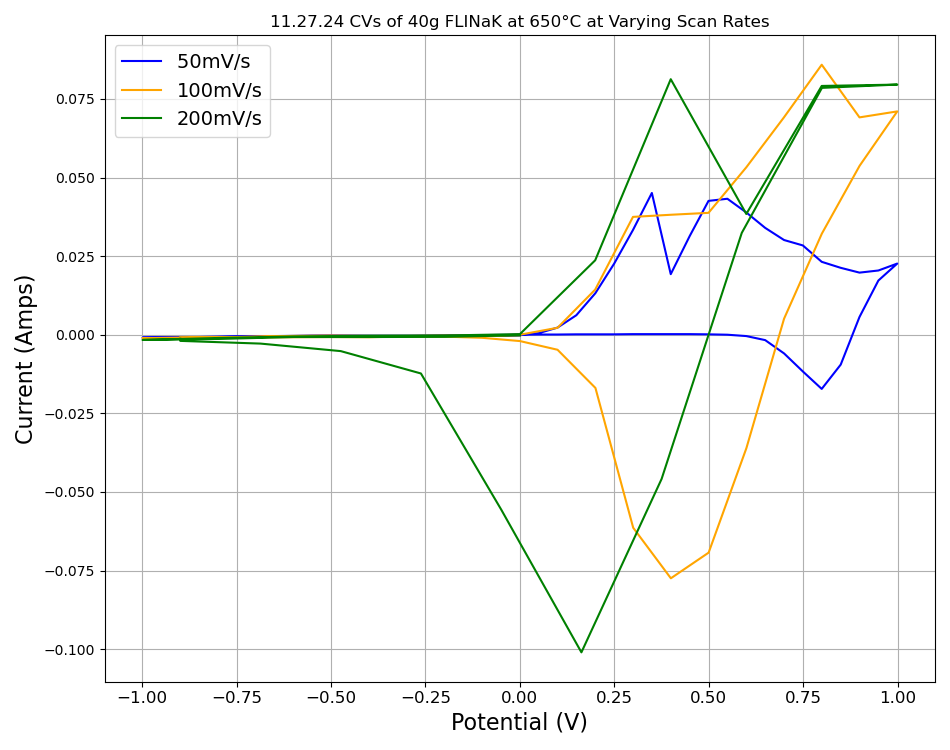 11.27.24 CVs of 40g FLINaK at 650°C at Varying Scan Rates
50mV/s
100mV/s
200mV/s
0.075
0.050
0.025
0.000
−0.025
−0.050
−0.075
−0.100
Current (Amps)
−1.00 −0.75 −0.50 −0.25 0.00 0.25 0.50 0.75 1.00
Potential (V)